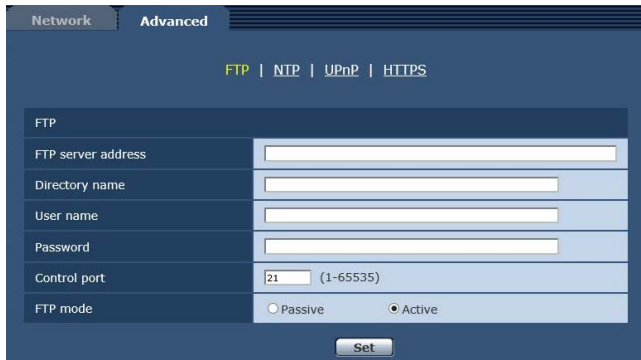 Network Advanced
FTP | NTP | UPnP | HTTPS
FTP
FTP server address
Directory name
User name
Password
Control port 21 (1-65535)
FTP mode Passive Active
Set